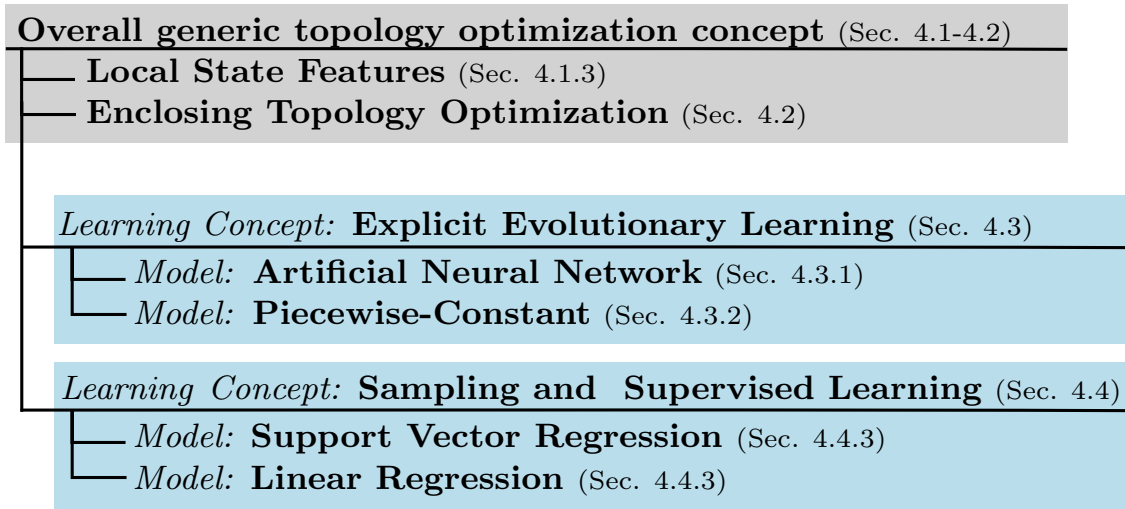 Overall generic topology optimization concept (Sec. 4.1-4.2)
Local State Features (Sec. 4.1.3)
Enclosing Topology Optimization (Sec. 4.2)
Learning Concept: Explicit Evolutionary Learning (Sec. 4.3)
Model: Artificial Neural Network (Sec. 4.3.1)
Model: Piecewise-Constant (Sec. 4.3.2)
Learning Concept: Sampling and Supervised Learning (Sec. 4.4)
Model: Support Vector Regression (Sec. 4.4.3)
Model: Linear Regression (Sec. 4.4.3)